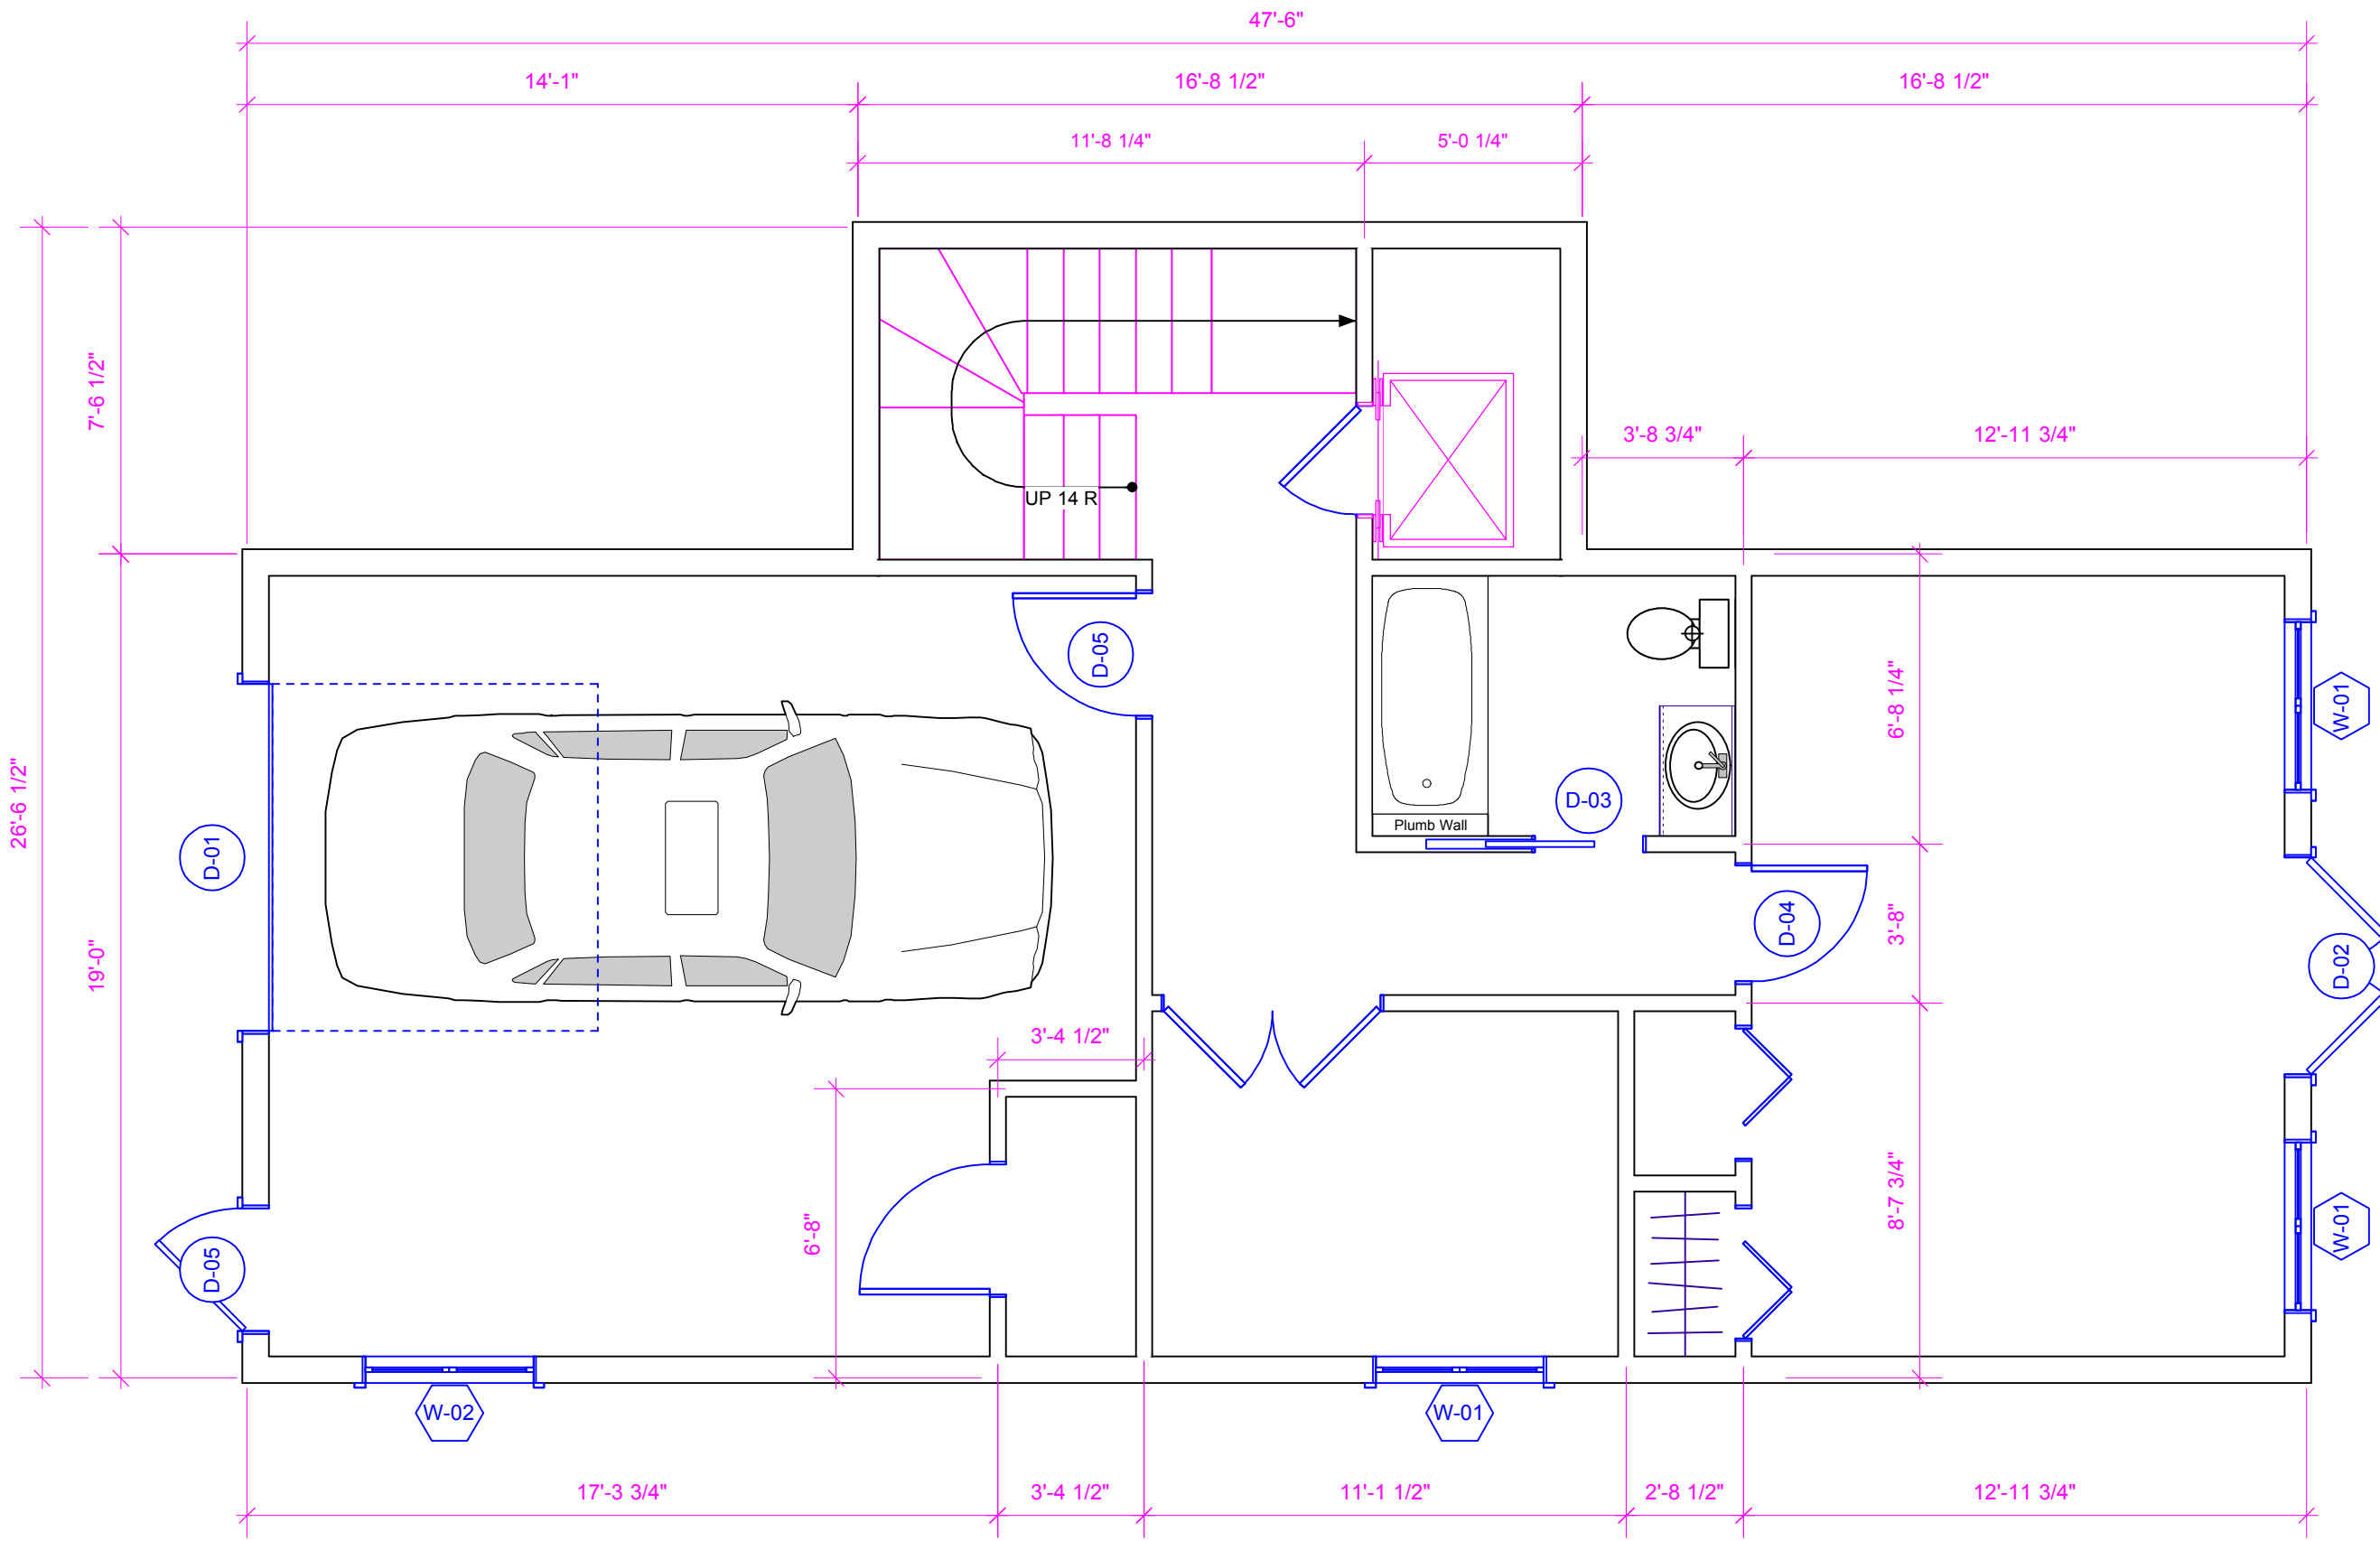 47'-6"
14'-1"
16'-8 1/2"
16'-8 1/2"
11'-8 1/4"
5'-0 1/4"
7'-6 1/2"
3'-8 3/4"
12'-11 3/4"
UP 14 R
D-05
6'-8 1/4"
W-01
26'-6 1/2"
D-01
D-03
Plumb Wall
19'-0"
3'-8"
D-04
D-02
3'-4 1/2"
6'-8"
8'-7 3/4"
W-01
D-05
W-02
W-01
17'-3 3/4"
3'-4 1/2"
11'-1 1/2"
2'-8 1/2"
12'-11 3/4"